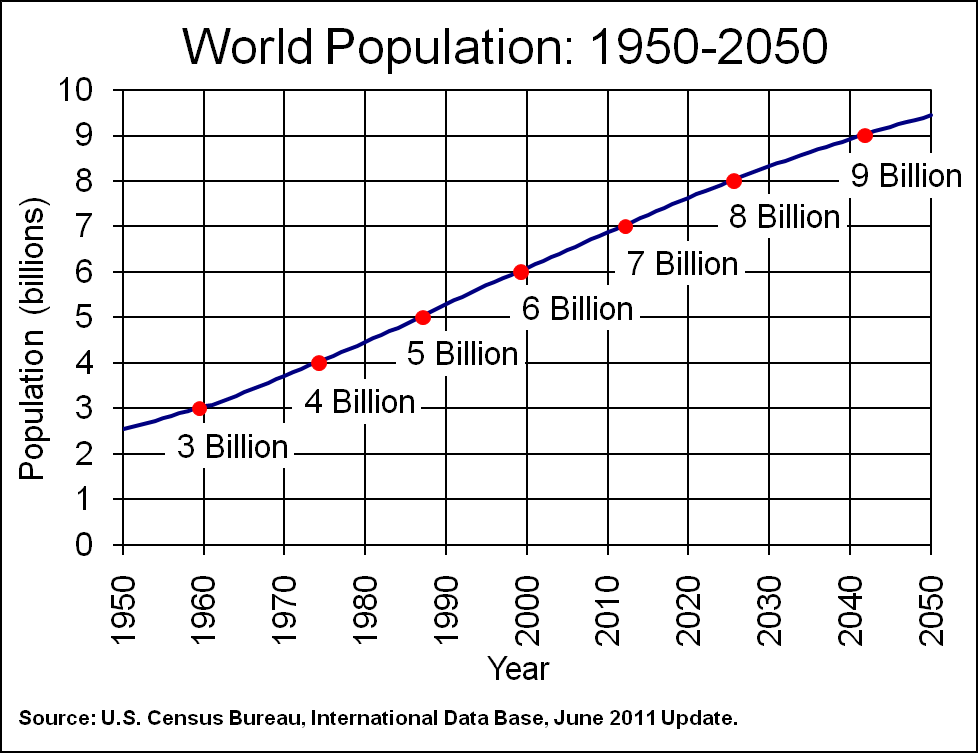 World Population: 1950-2050
10
9
8
7
6
5
4
3
2
1
0
Population (billions)
3 Billion
4 Billion
5 Billion
6 Billion
7 Billion
8 Billion
9 Billion
1950
1960
1970
1980
1990
2000
2010
2020
2030
2040
2050
Year
Source: U.S. Census Bureau, International Data Base, June 2011 Update.